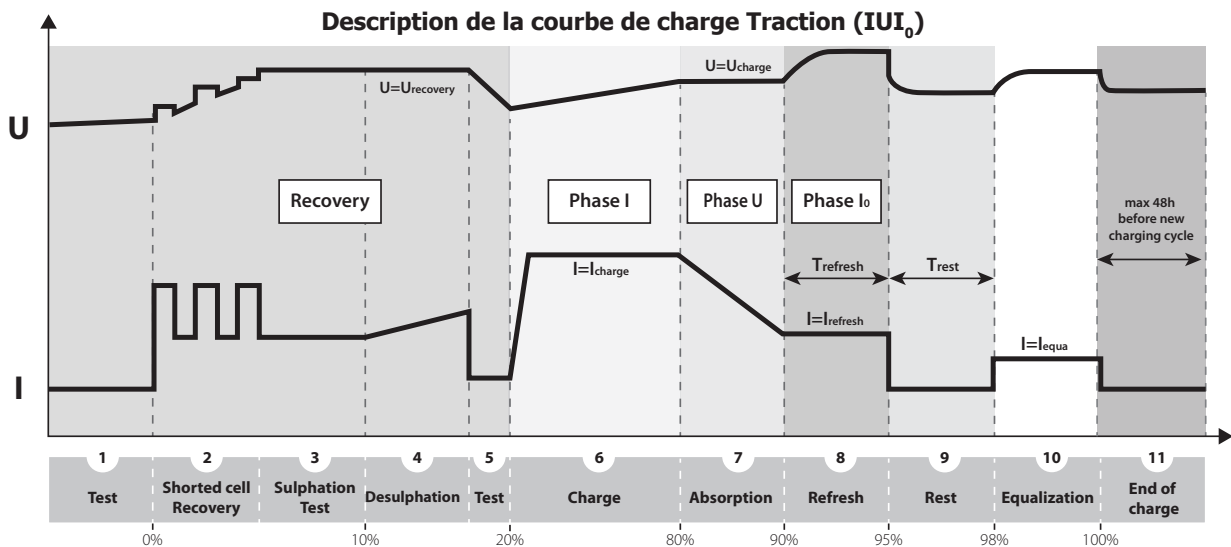 Description de la courbe de charge Traction (IUI₀)
U
U=Urecovery
U=Ucharge
Recovery
Phase I
Phase U
Phase I₀
max 48h
before new
charging cycle
I=Icharge
Trefresh
Trest
I=Irefresh
I=Iequa
I
1
2
3
4
5
6
7
8
9
10
11
Test
Shorted cell
Recovery
Sulphation
Test
Desulphation
Test
Charge
Absorption
Refresh
Rest
Equalization
End of
charge
0%
10%
20%
80%
90%
95%
98%
100%